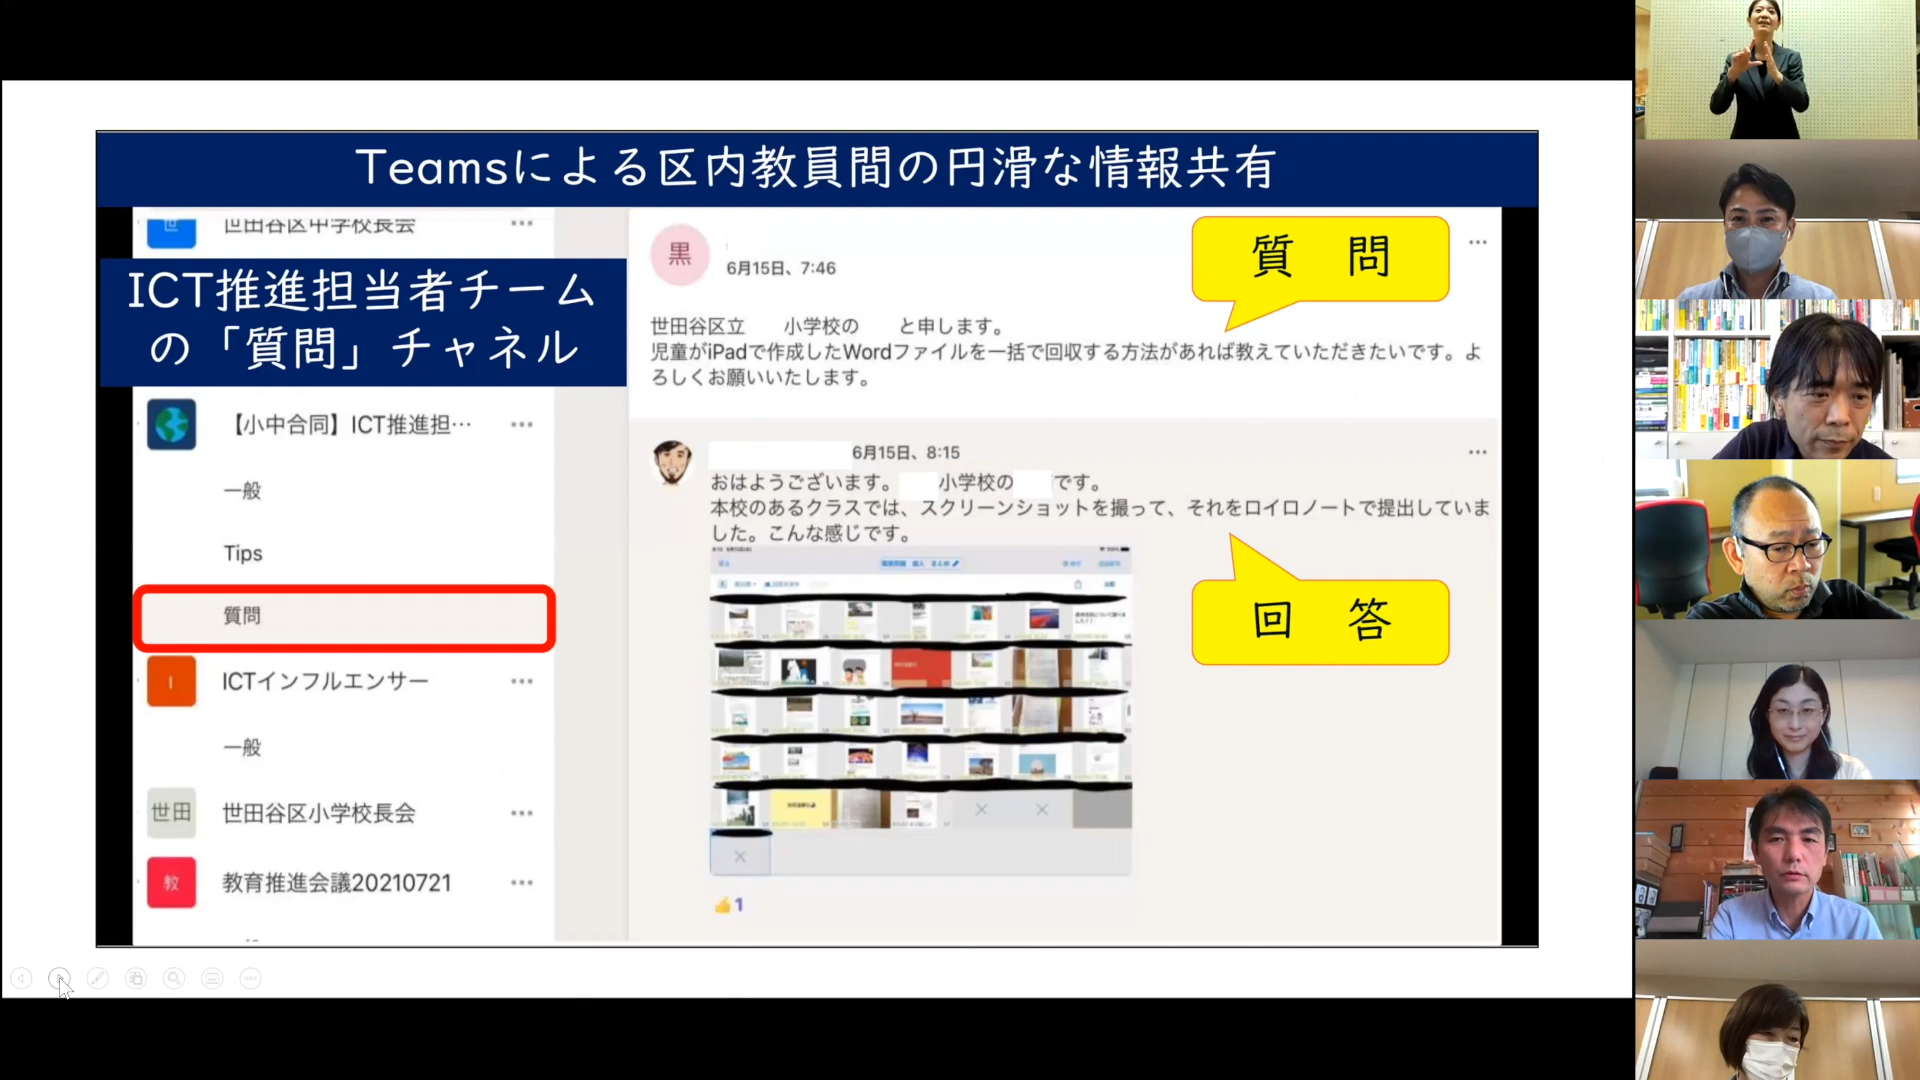 Teamsによる区内教員間の円滑な情報共有
世田谷区中学校長会
ICT推進担当者チーム
の「質問」チャネル
【小中合同】ICT推進担…
一般
Tips
質問
I
ICTインフルエンサー
一般
世田
世田谷区小学校長会
教
教育推進会議20210721
黒
6月15日、7:46
質 問
世田谷区立 小学校の と申します。
児童がiPadで作成したWordファイルを一括で回収する方法があれば教えていただきたいです。よ
ろしくお願いいたします。
6月15日、8:15
おはようございます。 小学校の です。
本校のあるクラスでは、スクリーンショットを撮って、それをロイロノートで提出していま
した。こんな感じです。
回 答
1